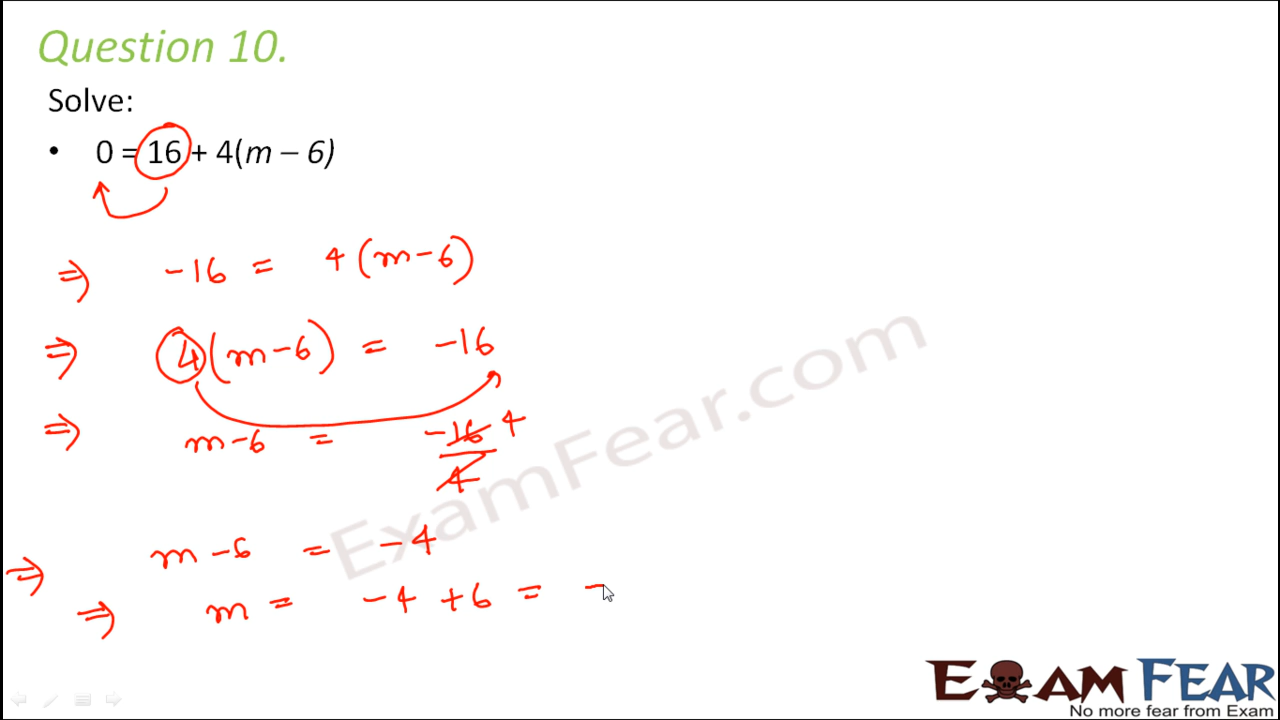 Question 10.
Solve:
• 0 = 16 + 4(m – 6)
⇒ -16 = 4(m-6)
⇒ 4(m-6) = -16
⇒ m-6 = -16/4 4
⇒ m-6 = -4
⇒ m = -4 +6 = -
ExamFear.com
EXAM FEAR
No more fear from Exam